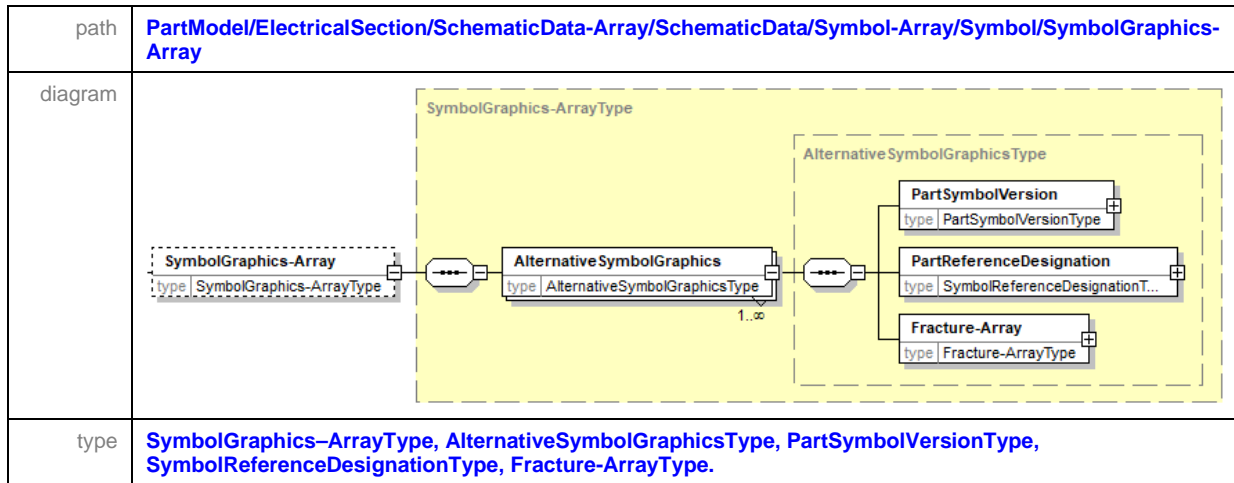 path
PartModel/ElectricalSection/SchematicData-Array/SchematicData/Symbol-Array/Symbol/SymbolGraphics-
Array
diagram
SymbolGraphics-ArrayType
AlternativeSymbolGraphicsType
PartSymbolVersion
type PartSymbolVersionType
SymbolGraphics-Array
type SymbolGraphics-ArrayType
AlternativeSymbolGraphics
type AlternativeSymbolGraphicsType
1..∞
PartReferenceDesignation
type SymbolReferenceDesignationT...
Fracture-Array
type Fracture-ArrayType
type
SymbolGraphics–ArrayType, AlternativeSymbolGraphicsType, PartSymbolVersionType,
SymbolReferenceDesignationType, Fracture-ArrayType.